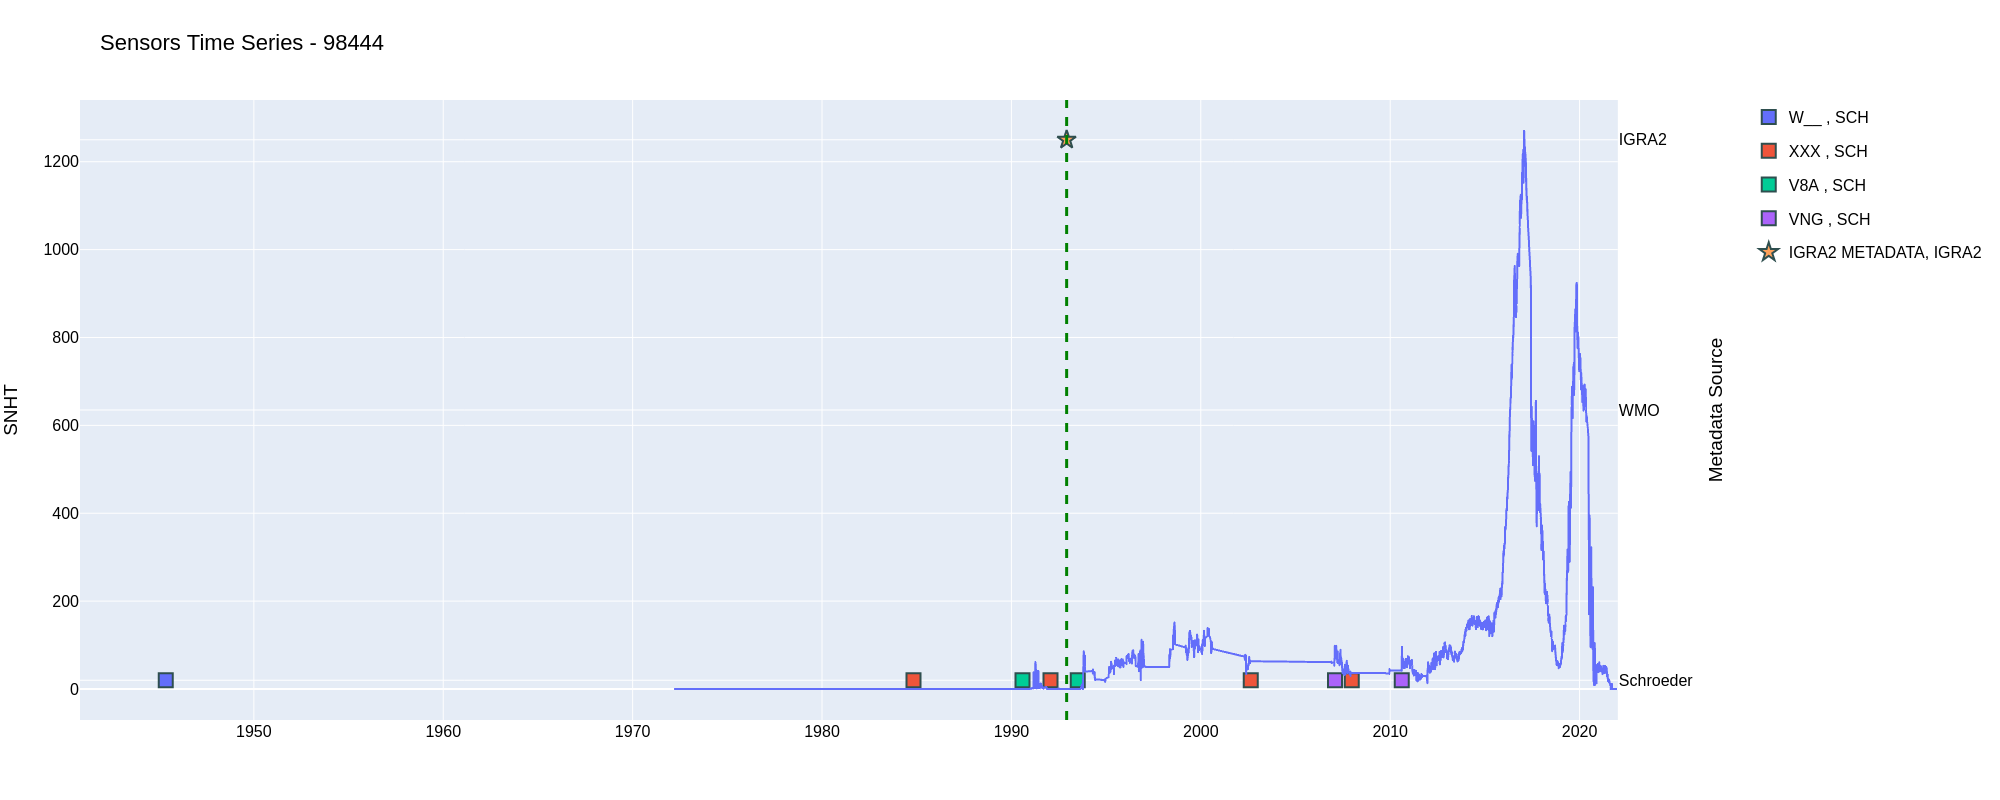 Sensors Time Series - 98444
SNHT
1200
1000
800
600
400
200
0
1950
1960
1970
1980
1990
2000
2010
2020
IGRA2
WMO
Schroeder
Metadata Source
W__ , SCH
XXX , SCH
V8A , SCH
VNG , SCH
IGRA2 METADATA, IGRA2